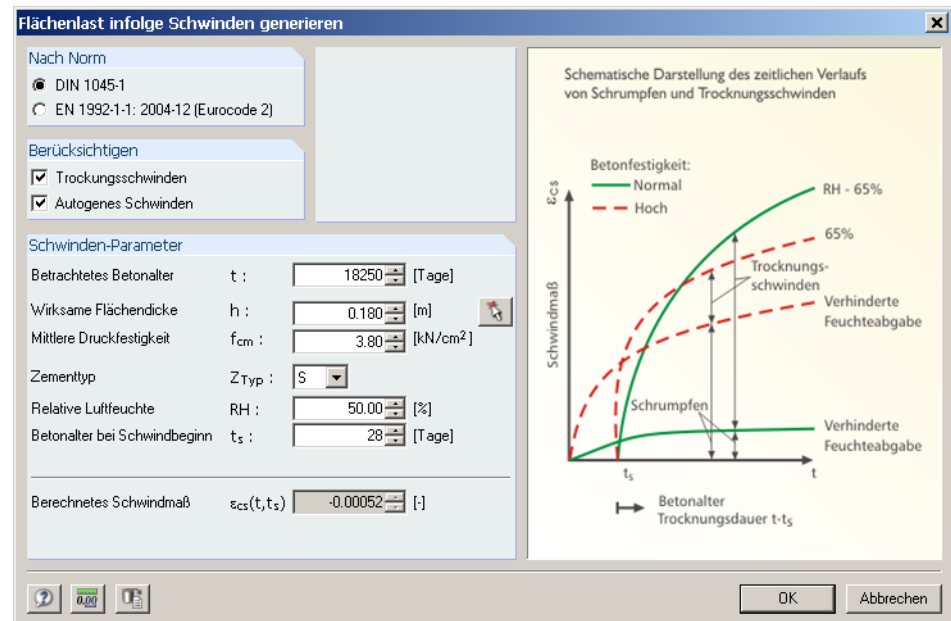 Flächenlast infolge Schwinden generieren
Nach Norm
DIN 1045-1
EN 1992-1-1: 2004-12 (Eurocode 2)
Berücksichtigen
Trockungsschwinden
Autogenes Schwinden
Schwinden-Parameter
Betrachtetes Betonalter t : 18250 [Tage]
Wirksame Flächendicke h : 0.180 [m]
Mittlere Druckfestigkeit fcm : 3.80 [kN/cm²]
Zementtyp ZTyp : S
Relative Luftfeuchte RH : 50.00 [%]
Betonalter bei Schwindbeginn ts : 28 [Tage]
Berechnetes Schwindmaß εcs(t,ts) -0.00052 [-]
Schematische Darstellung des zeitlichen Verlaufs
von Schrumpfen und Trocknungsschwinden
Betonfestigkeit:
Normal
Hoch
εcs
Schwindmaß
RH - 65%
65%
Trocknungs-
schwinden
Verhinderte
Feuchteabgabe
Schrumpfen
Verhinderte
Feuchteabgabe
ts
t
Betonalter
Trocknungsdauer t-ts
0.00
OK
Abbrechen